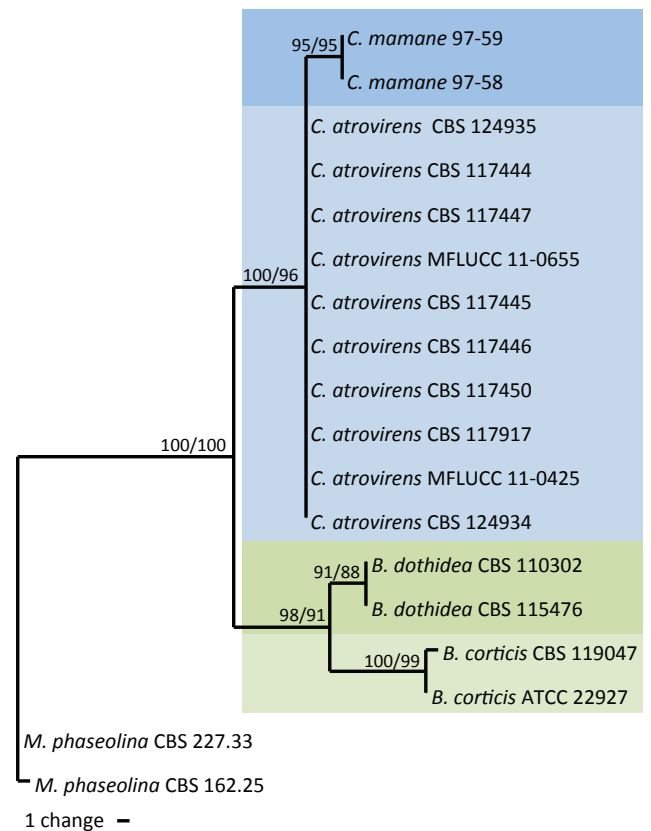 95/95
C. mamane 97-59
C. mamane 97-58
C. atrovirens CBS 124935
C. atrovirens CBS 117444
C. atrovirens CBS 117447
C. atrovirens MFLUCC 11-0655
100/96
C. atrovirens CBS 117445
C. atrovirens CBS 117446
C. atrovirens CBS 117450
C. atrovirens CBS 117917
100/100
C. atrovirens MFLUCC 11-0425
C. atrovirens CBS 124934
91/88
B. dothidea CBS 110302
B. dothidea CBS 115476
98/91
B. corticis CBS 119047
100/99
B. corticis ATCC 22927
M. phaseolina CBS 227.33
M. phaseolina CBS 162.25
1 change